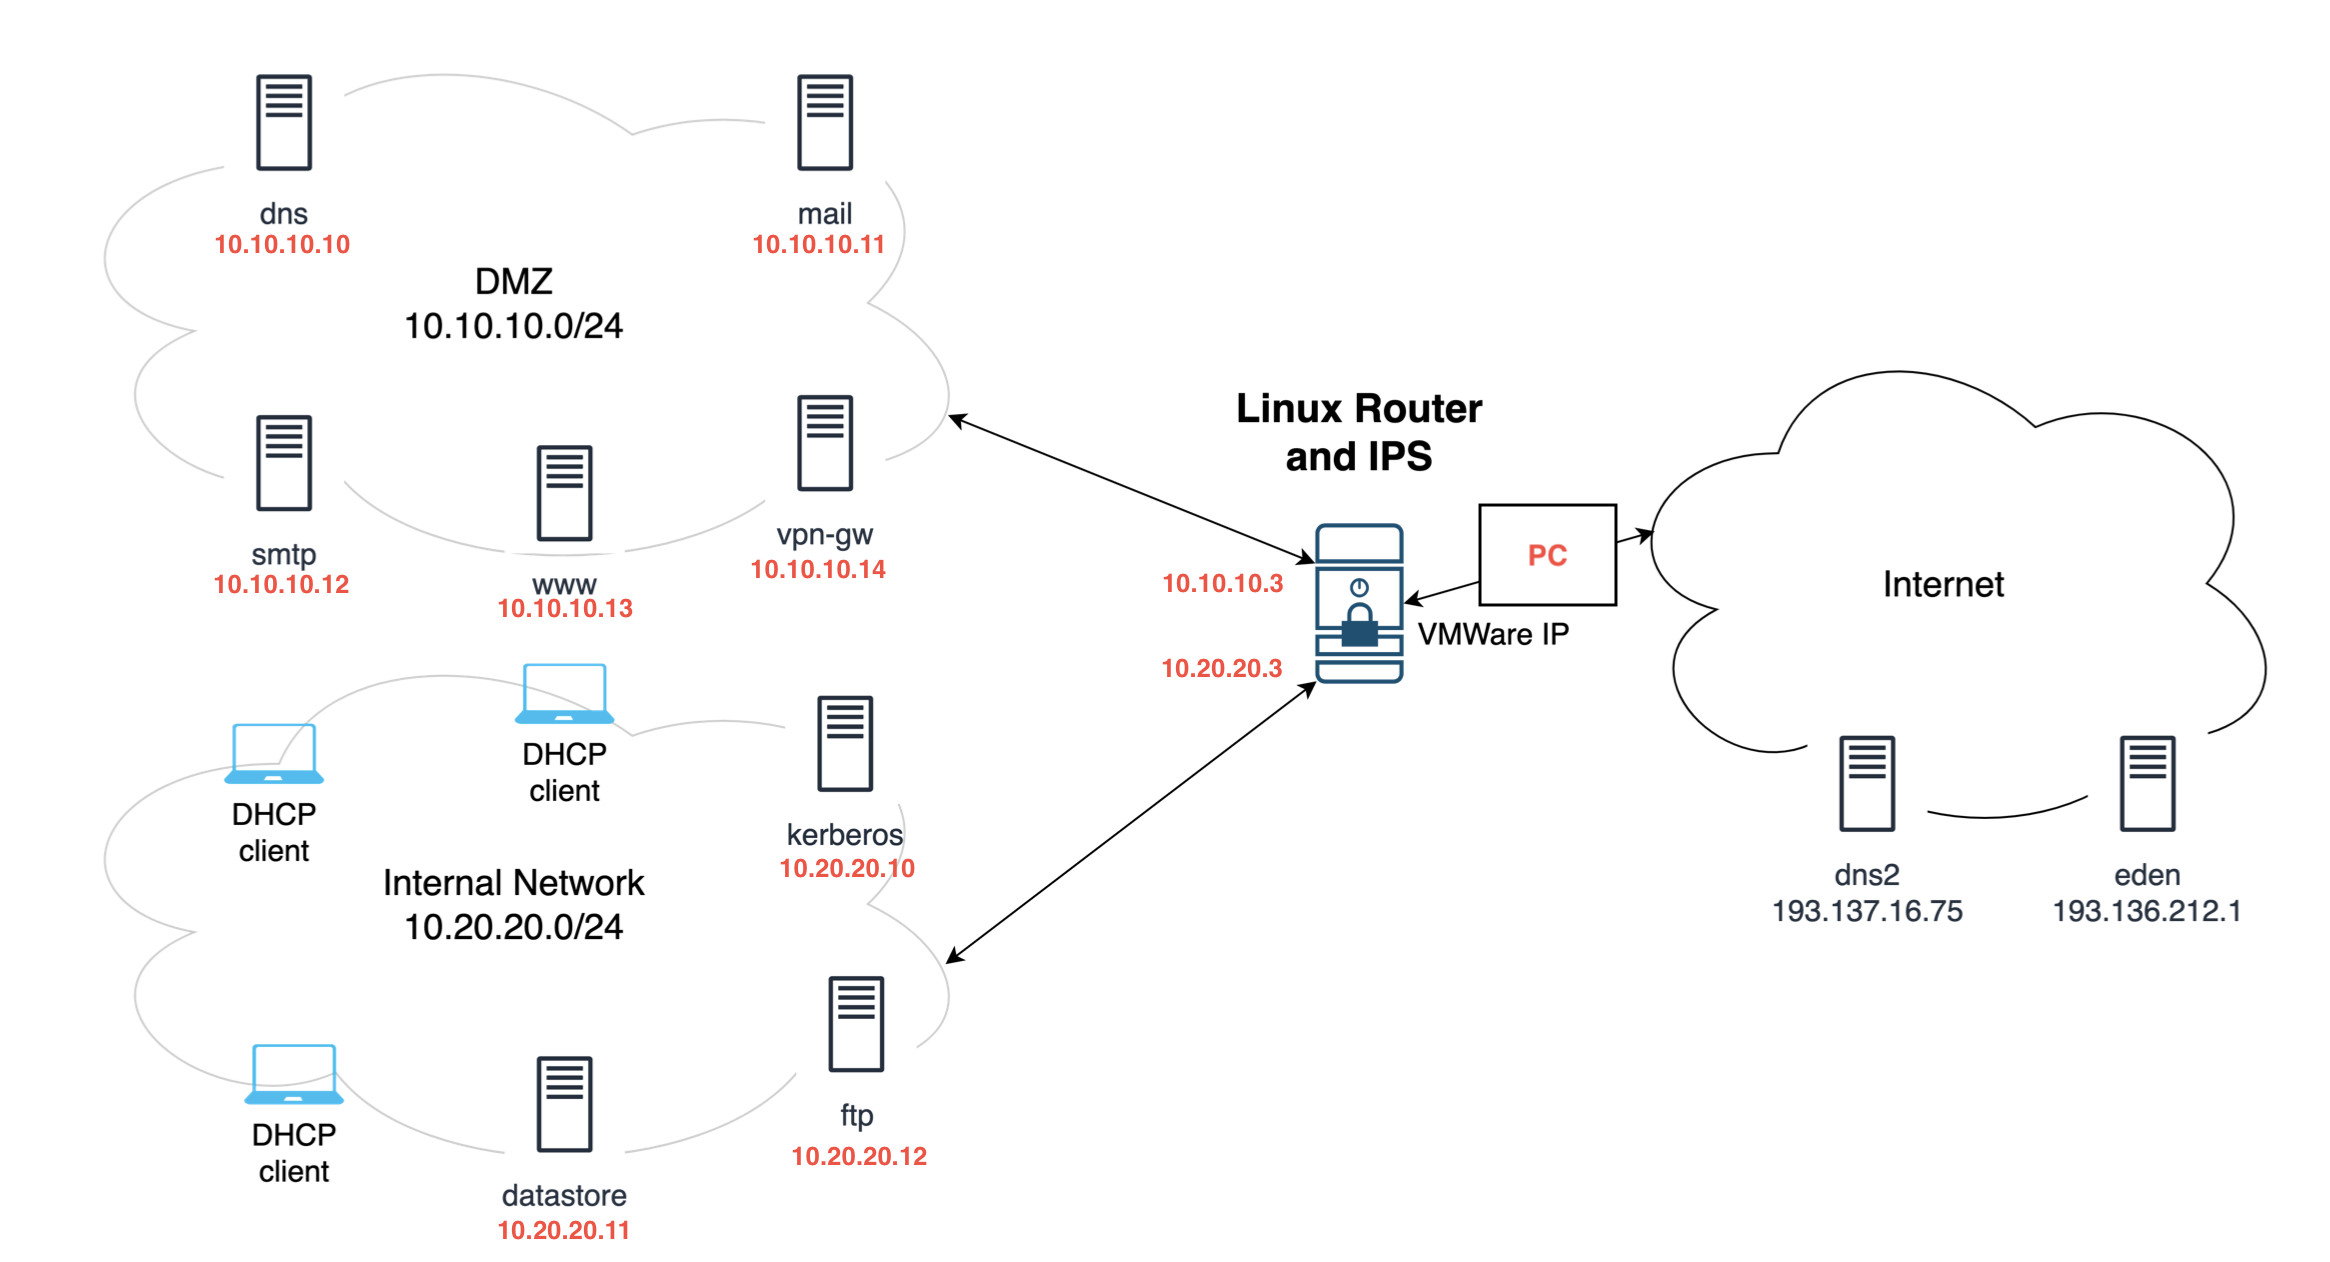 dns
10.10.10.10
mail
10.10.10.11
DMZ
10.10.10.0/24
smtp
10.10.10.12
www
10.10.10.13
vpn-gw
10.10.10.14
Linux Router
and IPS
10.10.10.3
10.20.20.3
PC
VMWare IP
Internet
dns2
193.137.16.75
eden
193.136.212.1
DHCP
client
DHCP
client
kerberos
10.20.20.10
Internal Network
10.20.20.0/24
DHCP
client
datastore
10.20.20.11
ftp
10.20.20.12